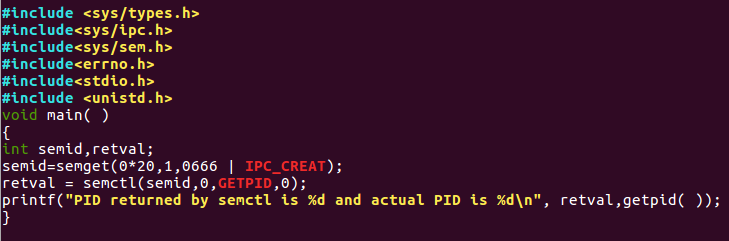 #include <sys/types.h>
#include<sys/ipc.h>
#include<sys/sem.h>
#include<errno.h>
#include<stdio.h>
#include <unistd.h>
void main( )
{
int semid,retval;
semid=semget(0*20,1,0666 | IPC_CREAT);
retval = semctl(semid,0,GETPID,0);
printf("PID returned by semctl is %d and actual PID is %d\n", retval,getpid( ));
}